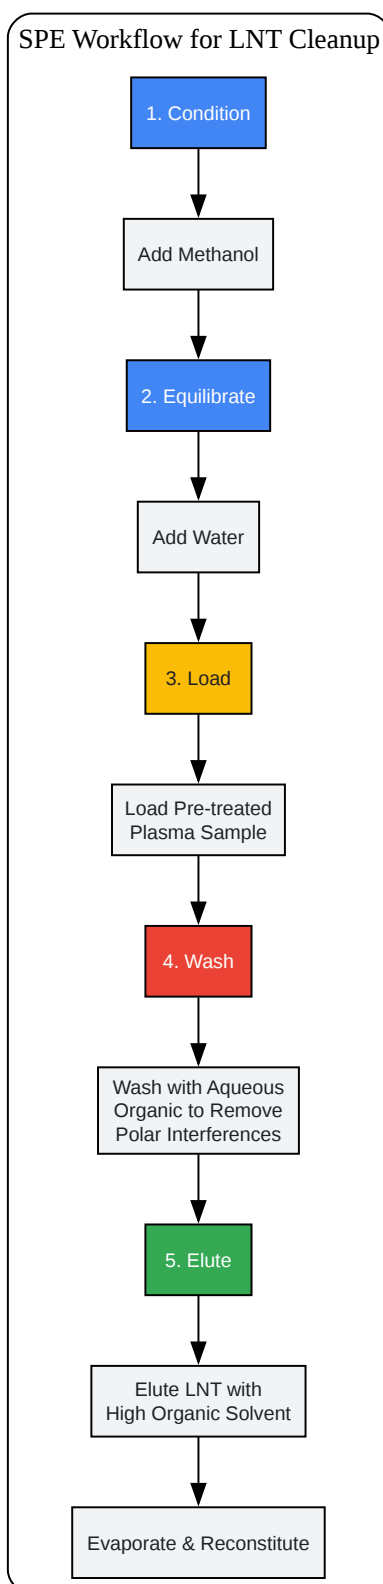 SPE Workflow for LNT Cleanup
1. Condition
Add Methanol
2. Equilibrate
Add Water
3. Load
Load Pre-treated
Plasma Sample
4. Wash
Wash with Aqueous
Organic to Remove
Polar Interferences
5. Elute
Elute LNT with
High Organic Solvent
Evaporate & Reconstitute